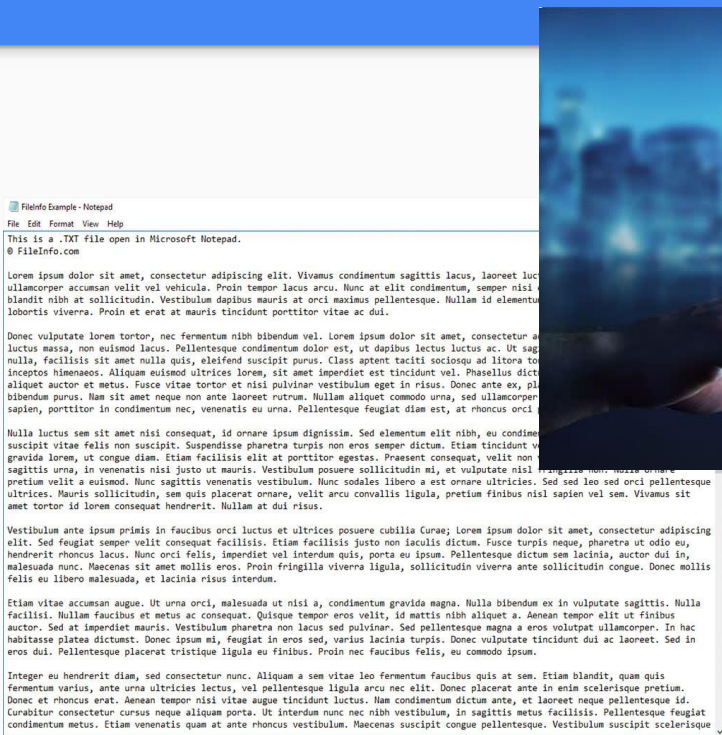 FileInfo Example - Notepad
File Edit Format View Help
This is a .TXT file open in Microsoft Notepad.
© FileInfo.com
Lorem ipsum dolor sit amet, consectetur adipiscing elit. Vivamus condimentum sagittis lacus, laoreet
ullamcorper accumsan velit vel vehicula. Proin tempor lacus arcu. Nunc at elit condimentum, semper nisi
blandit nibh at sollicitudin. Vestibulum dapibus mauris at orci maximus pellentesque. Nullam id
lobortis viverra. Proin et erat at mauris tincidunt porttitor vitae ac dui.
Donec vulputate lorem tortor, nec fermentum nibh bibendum vel. Lorem ipsum dolor sit amet, consectetur
luctus massa, non euismod lacus. Pellentesque condimentum dolor est, ut dapibus lectus luctus ac. Ut
nulla, facilisis sit amet nulla quis, eleifend suscipit purus. Class aptent taciti sociosqu ad litora
inceptos himenaeos. Aliquam euismod ultrices lorem, sit amet imperdiet est tincidunt vel. Phasellus
aliquet auctor et metus. Fusce vitae tortor et nisi pulvinar vestibulum eget in risus. Donec ante ex,
bibendum purus. Nam sit amet neque non ante laoreet rutrum. Nullam aliquet commodo urna, sed ullamcorper
sapien, porttitor in condimentum nec, venenatis eu urna. Pellentesque feugiat diam est, at rhoncus orci
Nulla luctus sem sit amet nisi consequat, id ornare ipsum dignissim. Sed elementum elit nibh, eu
suscipit vitae felis non suscipit. Suspendisse pharetra turpis non eros semper dictum. Etiam tincidunt
gravida lorem, ut congue diam. Etiam facilisis elit at porttitor egestas. Praesent consequat, velit non
sagittis urna, in venenatis nisi justo ut mauris. Vestibulum posuere sollicitudin mi, et vulputate nisl
pretium velit a euismod. Nunc sagittis venenatis vestibulum. Nunc sodales libero a est ornare ultricies. Sed sed leo sed orci pellentesque
ultrices. Mauris sollicitudin, sem quis placerat ornare, velit arcu convallis ligula, pretium finibus nisl sapien vel sem. Vivamus sit
amet tortor id lorem consequat hendrerit. Nullam at dui risus.
Vestibulum ante ipsum primis in faucibus orci luctus et ultrices posuere cubilia Curae; Lorem ipsum dolor sit amet, consectetur adipiscing
elit. Sed feugiat semper velit consequat facilisis. Etiam facilisis justo non iaculis dictum. Fusce turpis neque, pharetra ut odio eu,
hendrerit rhoncus lacus. Nunc orci felis, imperdiet vel interdum quis, porta eu ipsum. Pellentesque dictum sem lacinia, auctor dui in,
malesuada nunc. Maecenas sit amet mollis eros. Proin fringilla viverra ligula, sollicitudin viverra ante sollicitudin congue. Donec mollis
felis eu libero malesuada, et lacinia risus interdum.
Etiam vitae accumsan augue. Ut urna orci, malesuada ut nisi a, condimentum gravida magna. Nulla bibendum ex in vulputate sagittis. Nulla
facilisi. Nullam faucibus et metus ac consequat. Quisque tempor eros velit, id mattis nibh aliquet a. Aenean tempor elit ut finibus
auctor. Sed at imperdiet mauris. Vestibulum pharetra non lacus sed pulvinar. Sed pellentesque magna a eros volutpat ullamcorper. In hac
habitasse platea dictumst. Donec ipsum mi, feugiat in eros sed, varius lacinia turpis. Donec vulputate tincidunt dui ac laoreet. Sed in
eros dui. Pellentesque placerat tristique ligula eu finibus. Proin nec faucibus felis, eu commodo ipsum.
Integer eu hendrerit diam, sed consectetur nunc. Aliquam a sem vitae leo fermentum faucibus quis at sem. Etiam blandit, quam quis
fermentum varius, ante urna ultricies lectus, vel pellentesque ligula arcu nec elit. Donec placerat ante in enim scelerisque pretium.
Donec et rhoncus erat. Aenean tempor nisi vitae augue tincidunt luctus. Nam condimentum dictum ante, et laoreet neque pellentesque id.
Curabitur consectetur cursus neque aliquam porta. Ut interdum nunc nec nibh vestibulum, in sagittis metus facilisis. Pellentesque feugiat
condimentum metus. Etiam venenatis quam at ante rhoncus vestibulum. Maecenas suscipit congue pellentesque. Vestibulum suscipit scelerisque